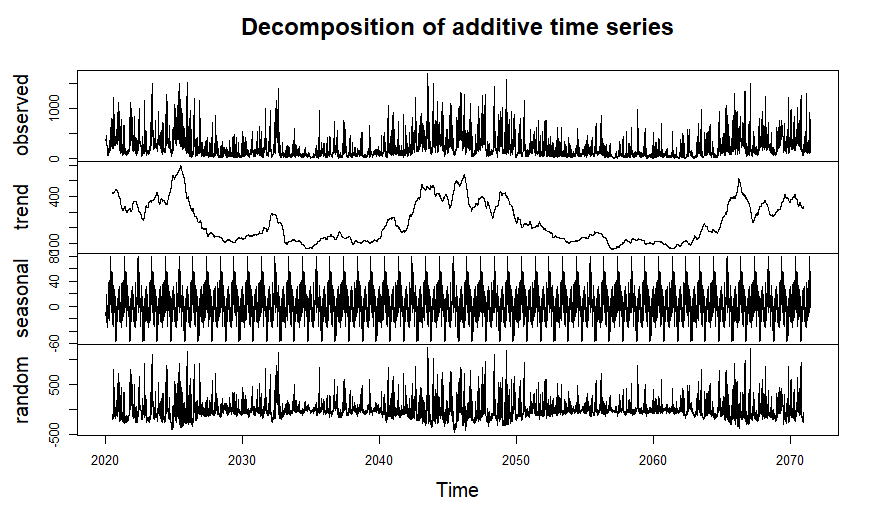 Decomposition of additive time series
observed
0 1000
trend
100 400
seasonal
-60 0 40 80
random
-500 500
2020 2030 2040 2050 2060 2070
Time